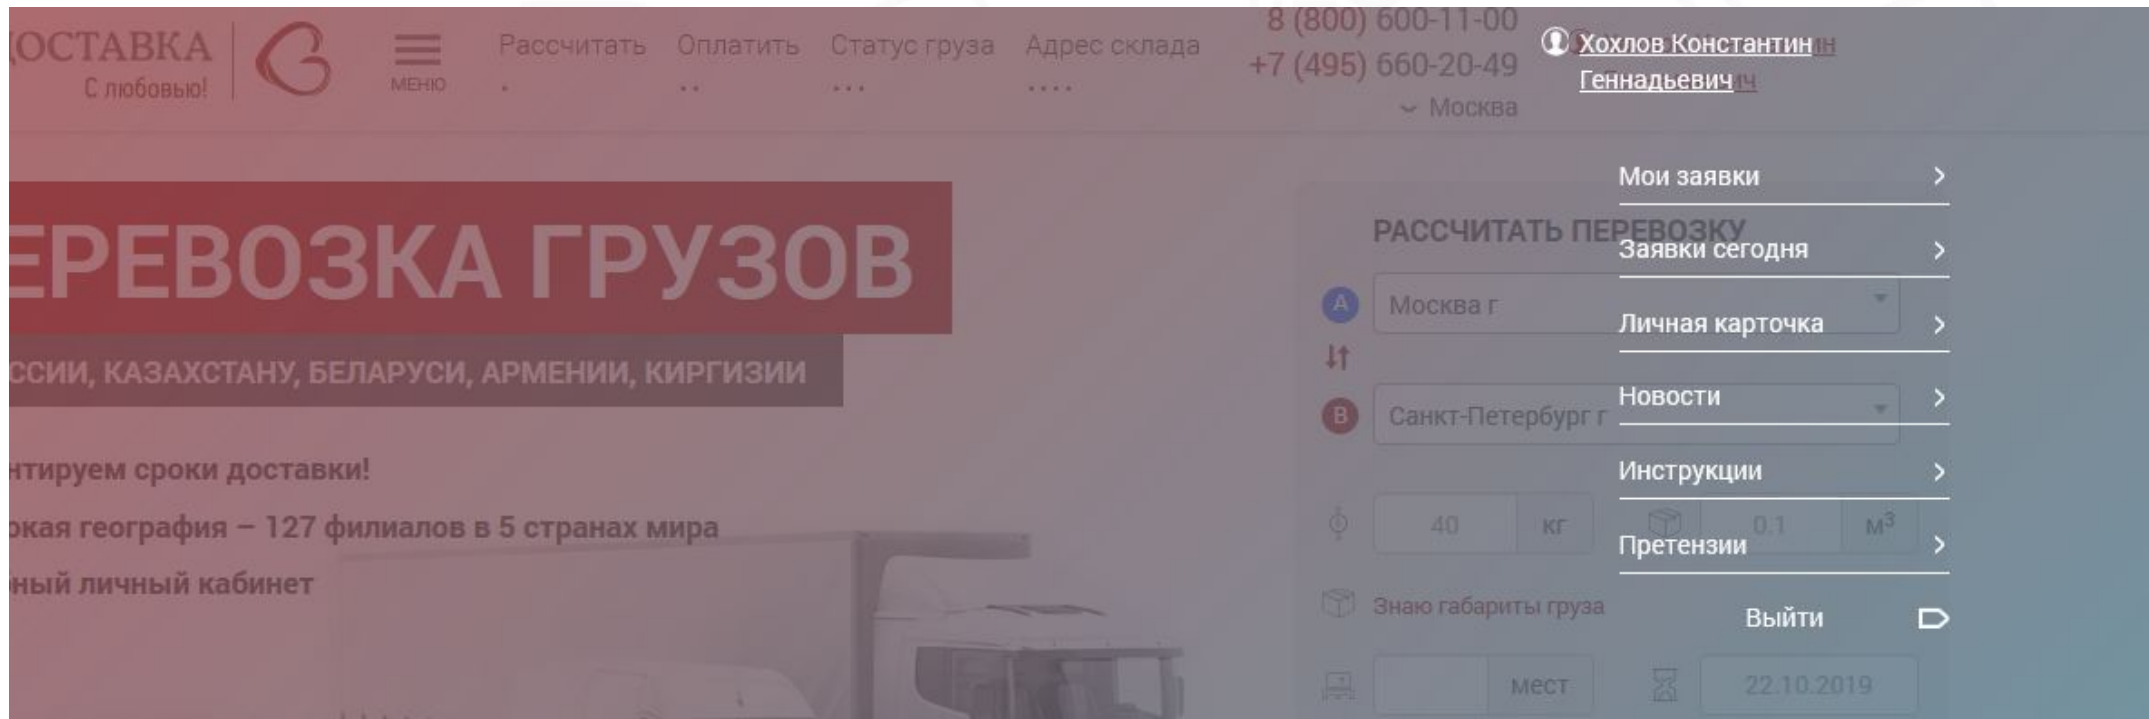 ДОСТАВКА
С любовью!
МЕНЮ
Рассчитать
Оплатить
Статус груза
Адрес склада
8 (800) 600-11-00
+7 (495) 660-20-49
Москва
Хохлов Константин
Геннадьевич
Мои заявки
Заявки сегодня
Личная карточка
Новости
Инструкции
Претензии
Выйти
ЕРЕВОЗКА ГРУЗОВ
ССИИ, КАЗАХСТАНУ, БЕЛАРУСИ, АРМЕНИИ, КИРГИЗИИ
нтируем сроки доставки!
окая география – 127 филиалов в 5 странах мира
ный личный кабинет
РАССЧИТАТЬ ПЕРЕВОЗКУ
A Москва г
B Санкт-Петербург г
40 кг 0.1 м³
Знаю габариты груза
мест 22.10.2019